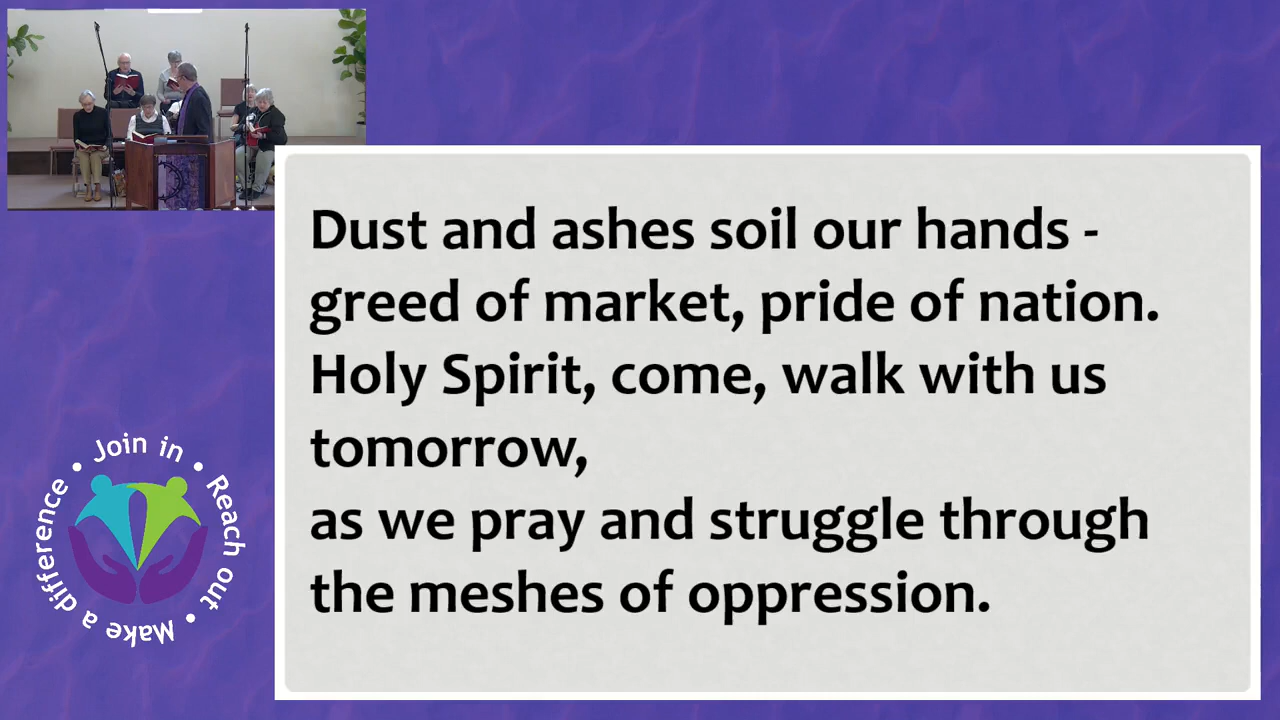 Dust and ashes soil our hands -
greed of market, pride of nation.
Holy Spirit, come, walk with us
tomorrow,
as we pray and struggle through
the meshes of oppression.
Join in • Reach out • Make a difference •